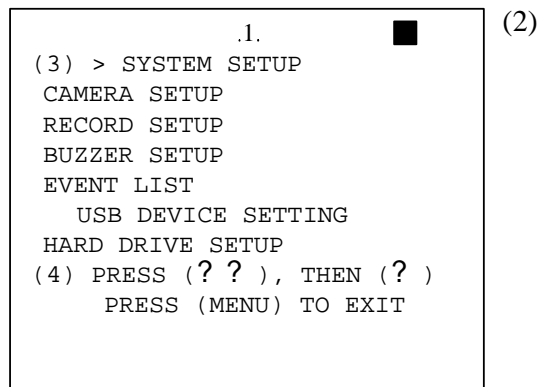 .1.
(2)
(3) > SYSTEM SETUP
CAMERA SETUP
RECORD SETUP
BUZZER SETUP
EVENT LIST
USB DEVICE SETTING
HARD DRIVE SETUP
(4) PRESS (? ? ), THEN (? )
PRESS (MENU) TO EXIT